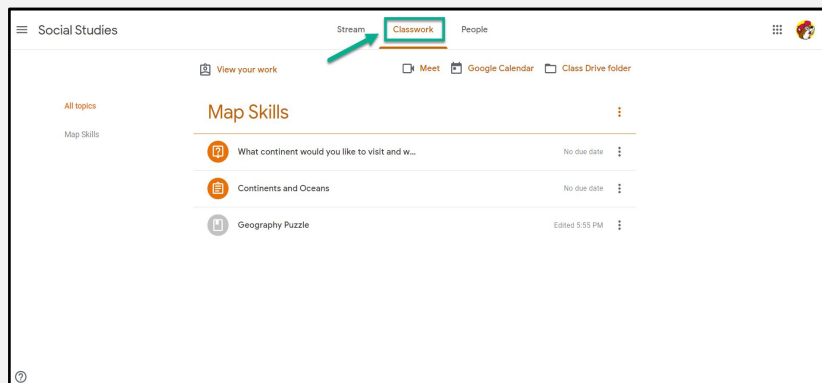 Social Studies
Stream Classwork People
View your work
Meet Google Calendar Class Drive folder
All topics
Map Skills
Map Skills
What continent would you like to visit and w... No due date
Continents and Oceans No due date
Geography Puzzle Edited 5:55 PM